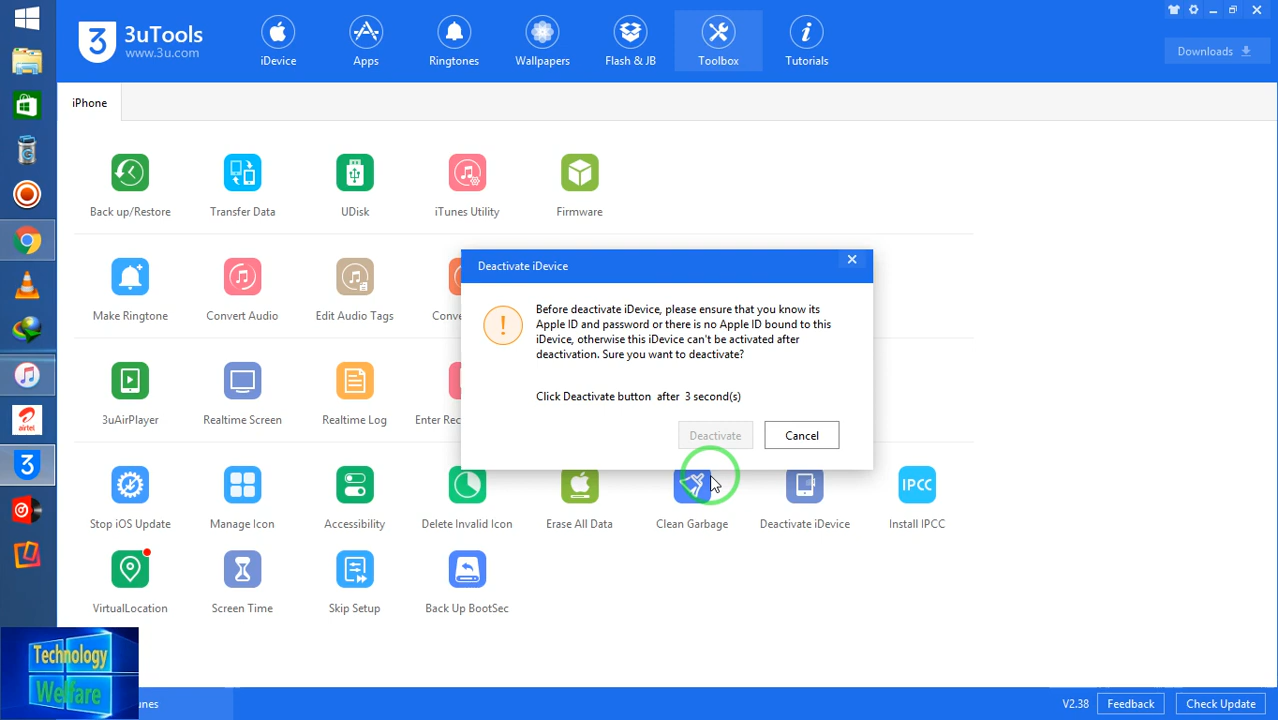 3 3uTools
www.3u.com
iDevice
Apps
Ringtones
Wallpapers
Flash & JB
Toolbox
Tutorials
Downloads
iPhone
Back up/Restore
Transfer Data
UDisk
iTunes Utility
Firmware
Make Ringtone
Convert Audio
Edit Audio Tags
Conve
3uAirPlayer
Realtime Screen
Realtime Log
Enter Rec
Deactivate iDevice
Before deactivate iDevice, please ensure that you know its
Apple ID and password or there is no Apple ID bound to this
iDevice, otherwise this iDevice can't be activated after
deactivation. Sure you want to deactivate?
Click Deactivate button after 3 second(s)
Deactivate
Cancel
Stop iOS Update
Manage Icon
Accessibility
Delete Invalid Icon
Erase All Data
Clean Garbage
Deactivate iDevice
IPCC
Install IPCC
VirtualLocation
Screen Time
Skip Setup
Back Up BootSec
airtel
3
Technology
Welfare
unes
V2.38
Feedback
Check Update